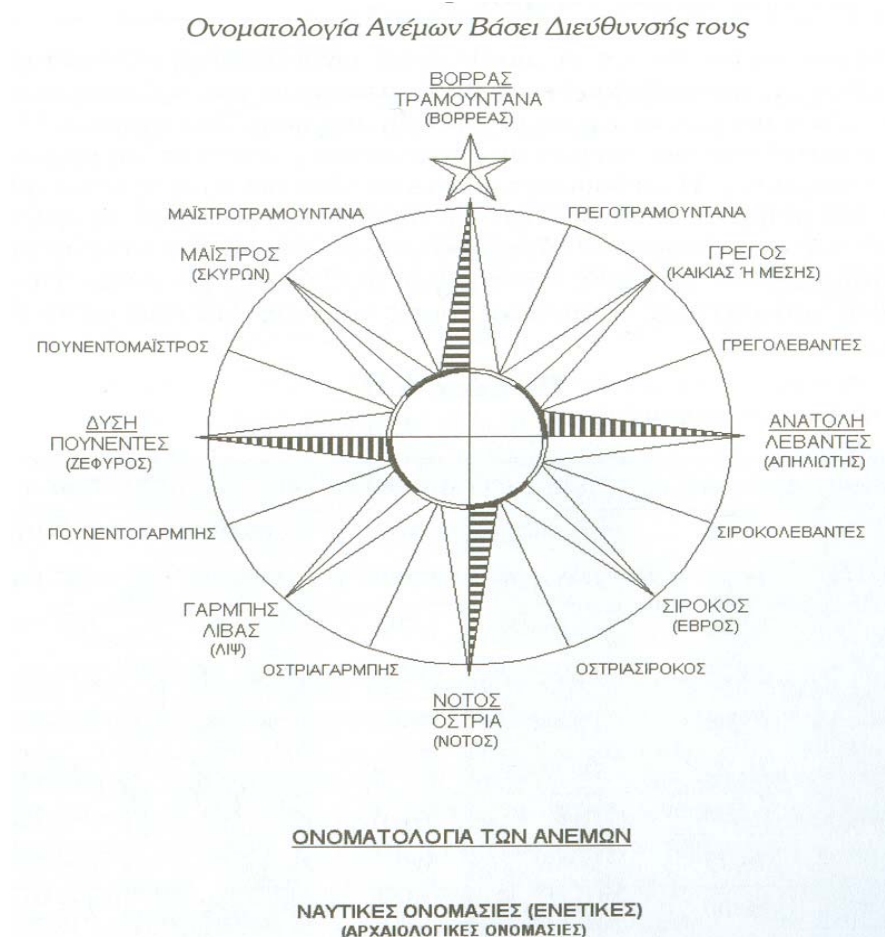 Ονοματολογία Ανέμων Βάσει Διεύθυνσής τους
ΒΟΡΡΑΣ
ΤΡΑΜΟΥΝΤΑΝΑ
(ΒΟΡΡΕΑΣ)
ΜΑΪΣΤΡΟΤΡΑΜΟΥΝΤΑΝΑ
ΓΡΕΓΟΤΡΑΜΟΥΝΤΑΝΑ
ΜΑΪΣΤΡΟΣ
(ΣΚΥΡΩΝ)
ΓΡΕΓΟΣ
(ΚΑΙΚΙΑΣ Ή ΜΕΣΗΣ)
ΠΟΥΝΕΝΤΟΜΑΪΣΤΡΟΣ
ΓΡΕΓΟΛΕΒΑΝΤΕΣ
ΔΥΣΗ
ΠΟΥΝΕΝΤΕΣ
(ΖΕΦΥΡΟΣ)
ΑΝΑΤΟΛΗ
ΛΕΒΑΝΤΕΣ
(ΑΠΗΛΙΩΤΗΣ)
ΠΟΥΝΕΝΤΟΓΑΡΜΠΗΣ
ΣΙΡΟΚΟΛΕΒΑΝΤΕΣ
ΓΑΡΜΠΗΣ
ΛΙΒΑΣ
(ΛΙΨ)
ΣΙΡΟΚΟΣ
(ΕΒΡΟΣ)
ΟΣΤΡΙΑΓΑΡΜΠΗΣ
ΟΣΤΡΙΑΣΙΡΟΚΟΣ
ΝΟΤΟΣ
ΟΣΤΡΙΑ
(ΝΟΤΟΣ)
ΟΝΟΜΑΤΟΛΟΓΙΑ ΤΩΝ ΑΝΕΜΩΝ
ΝΑΥΤΙΚΕΣ ΟΝΟΜΑΣΙΕΣ (ΕΝΕΤΙΚΕΣ)
(ΑΡΧΑΙΟΛΟΓΙΚΕΣ ΟΝΟΜΑΣΙΕΣ)